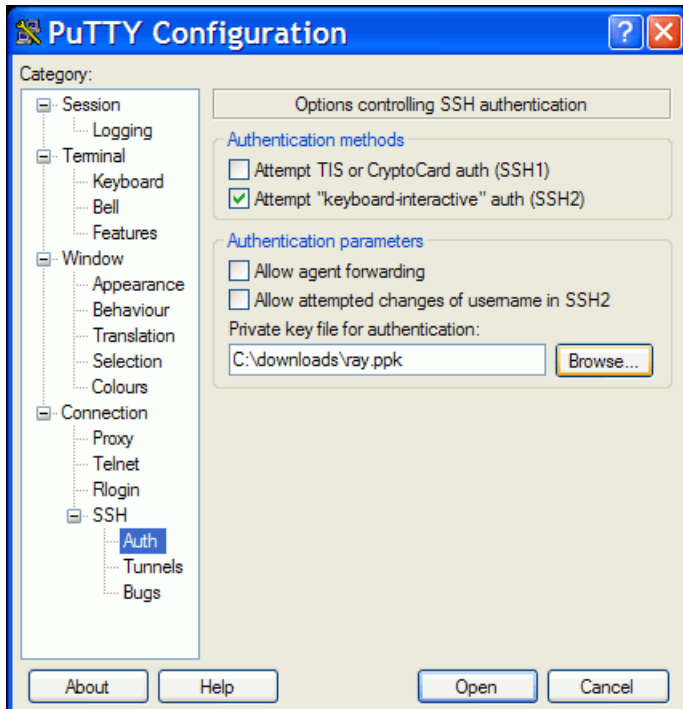 PuTTY Configuration
Category:
Session
Logging
Terminal
Keyboard
Bell
Features
Window
Appearance
Behaviour
Translation
Selection
Colours
Connection
Proxy
Telnet
Rlogin
SSH
Auth
Tunnels
Bugs
Options controlling SSH authentication
Authentication methods
Attempt TIS or CryptoCard auth (SSH1)
Attempt "keyboard-interactive" auth (SSH2)
Authentication parameters
Allow agent forwarding
Allow attempted changes of username in SSH2
Private key file for authentication:
C:\downloads\ray.ppk
Browse...
About
Help
Open
Cancel